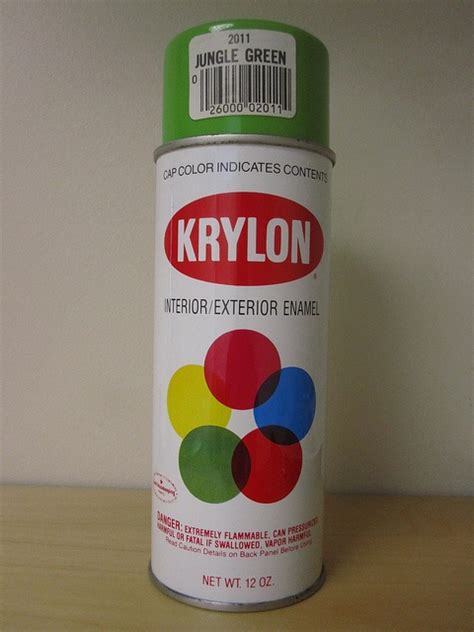 2011
JUNGLE GREEN
0
26000 02011
CAP COLOR INDICATES CONTENTS
KRYLON
®
INTERIOR/EXTERIOR ENAMEL
DANGER: EXTREMELY FLAMMABLE, CAN PRESSURIZED
HARMFUL OR FATAL IF SWALLOWED, VAPOR HARMFUL
Read Caution Details on Back Panel Before Using
NET WT. 12 OZ.